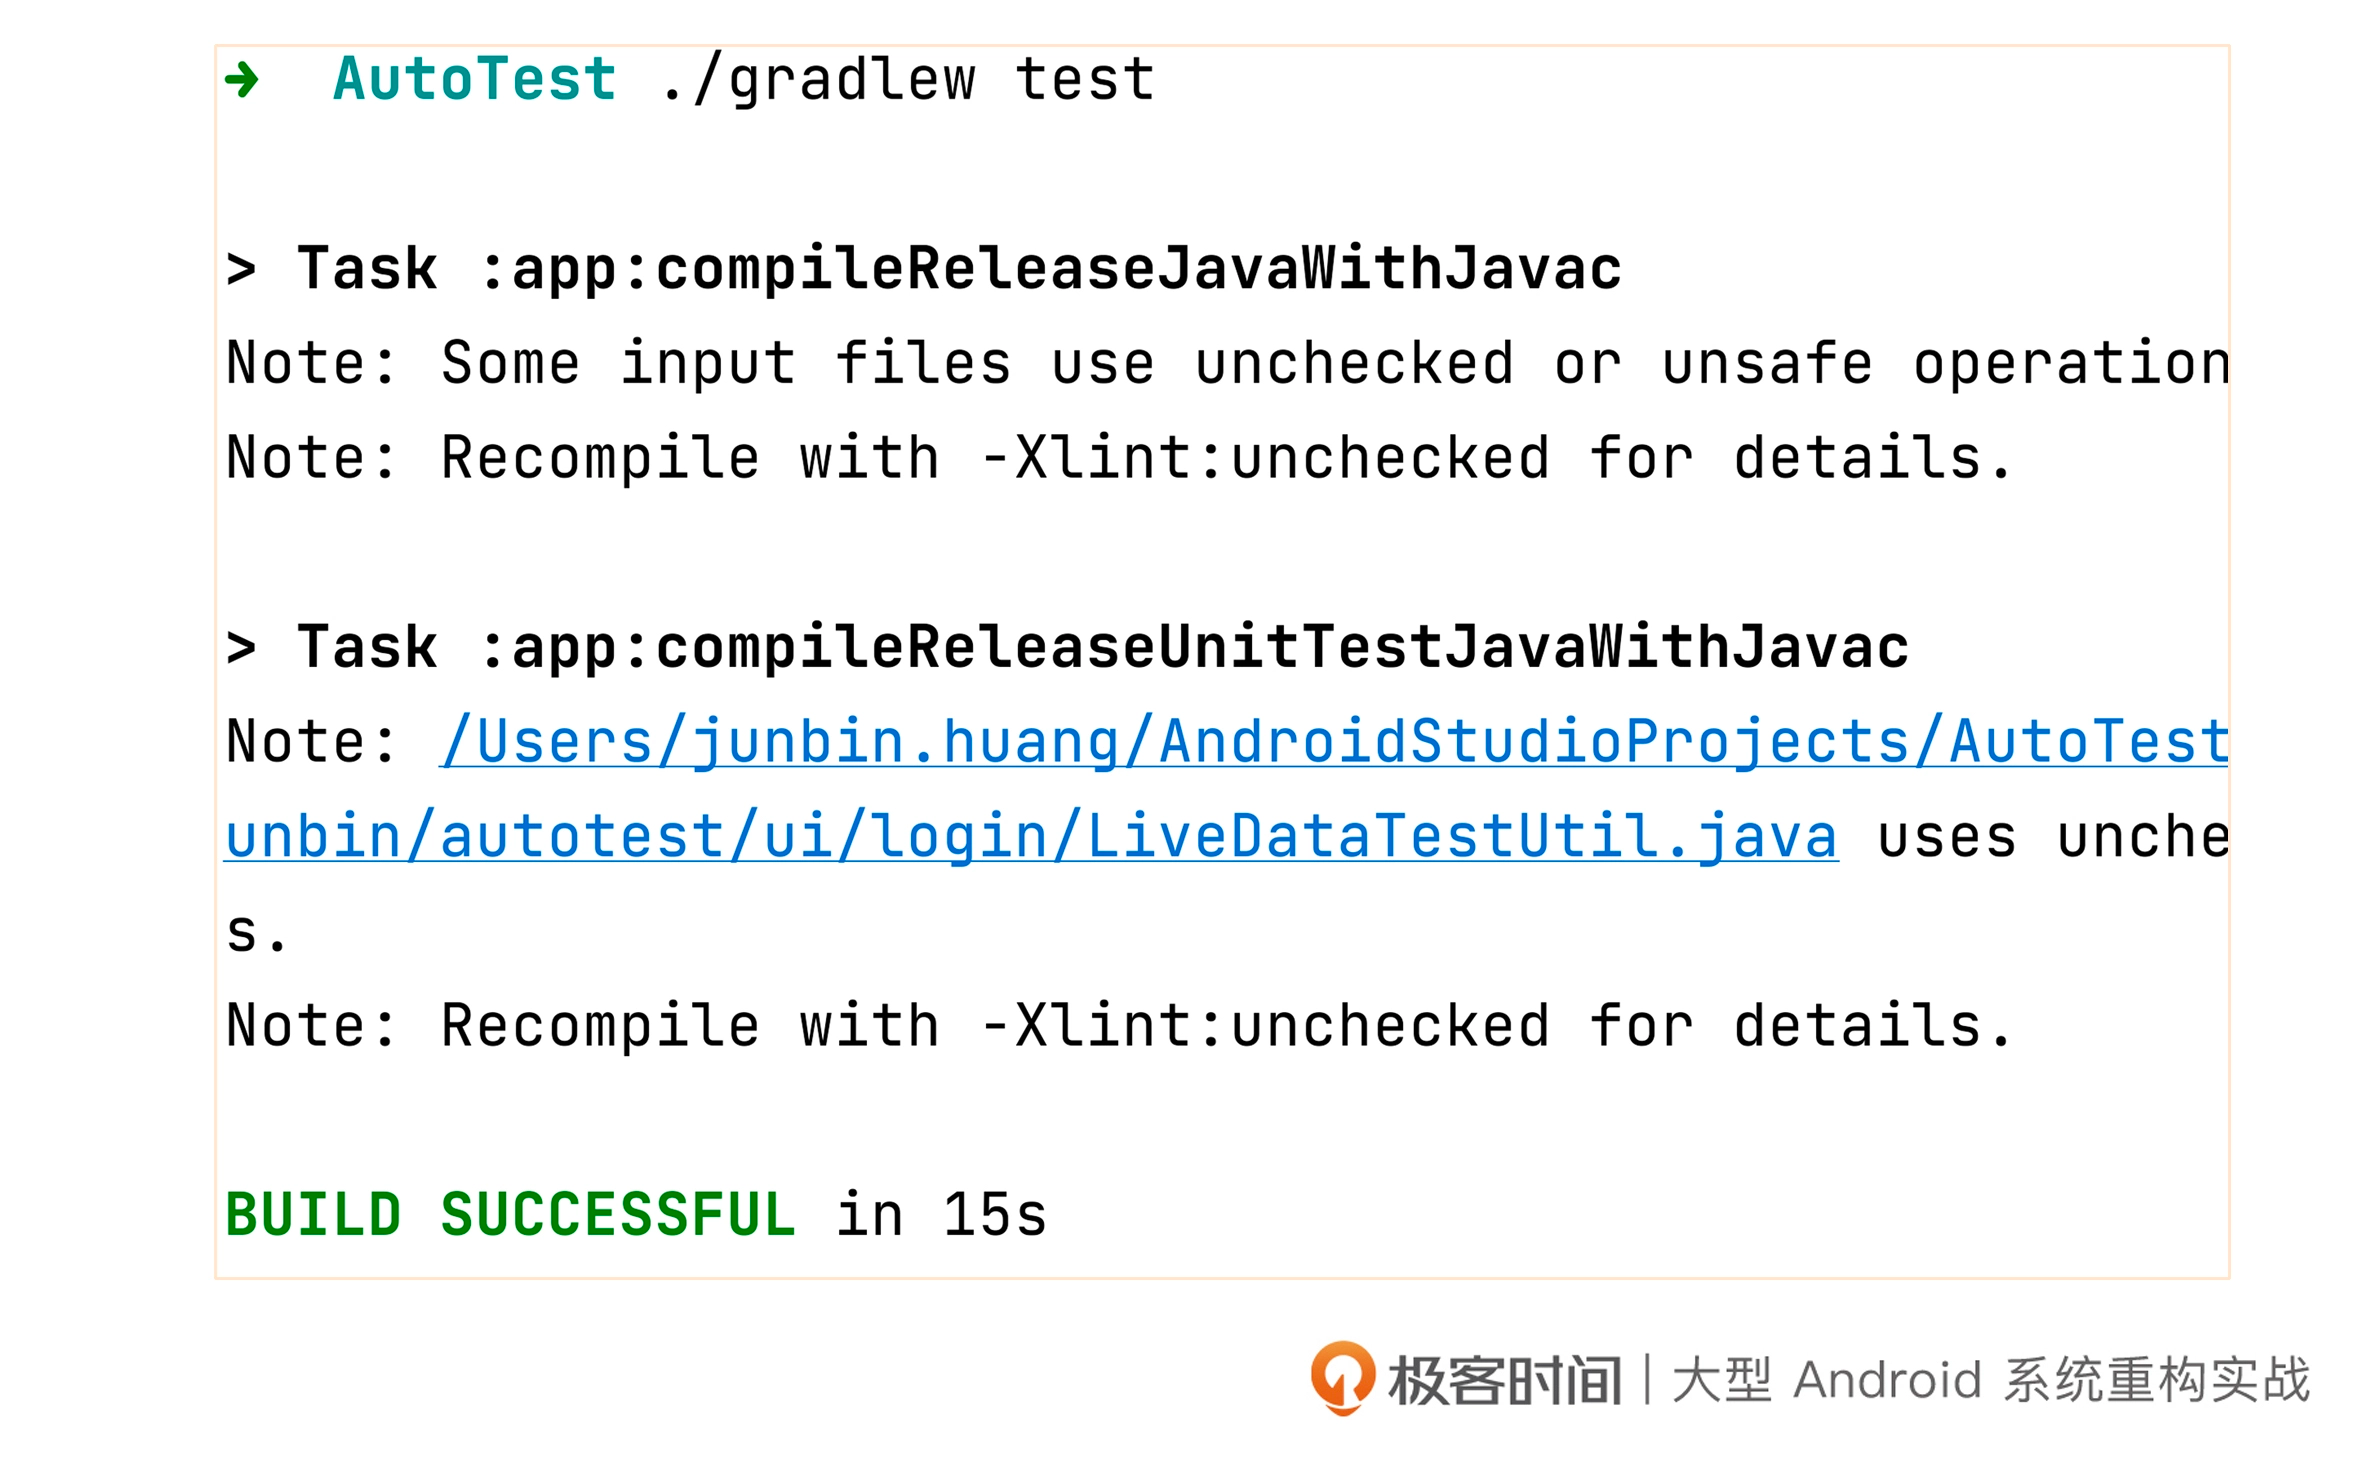 ➜ AutoTest ./gradlew test
> Task :app:compileReleaseJavaWithJavac
Note: Some input files use unchecked or unsafe operation
Note: Recompile with -Xlint:unchecked for details.
> Task :app:compileReleaseUnitTestJavaWithJavac
Note: /Users/junbin.huang/AndroidStudioProjects/AutoTest
unbin/autotest/ui/login/LiveDataTestUtil.java uses unche
s.
Note: Recompile with -Xlint:unchecked for details.
BUILD SUCCESSFUL in 15s
极客时间 | 大型 Android 系统重构实战